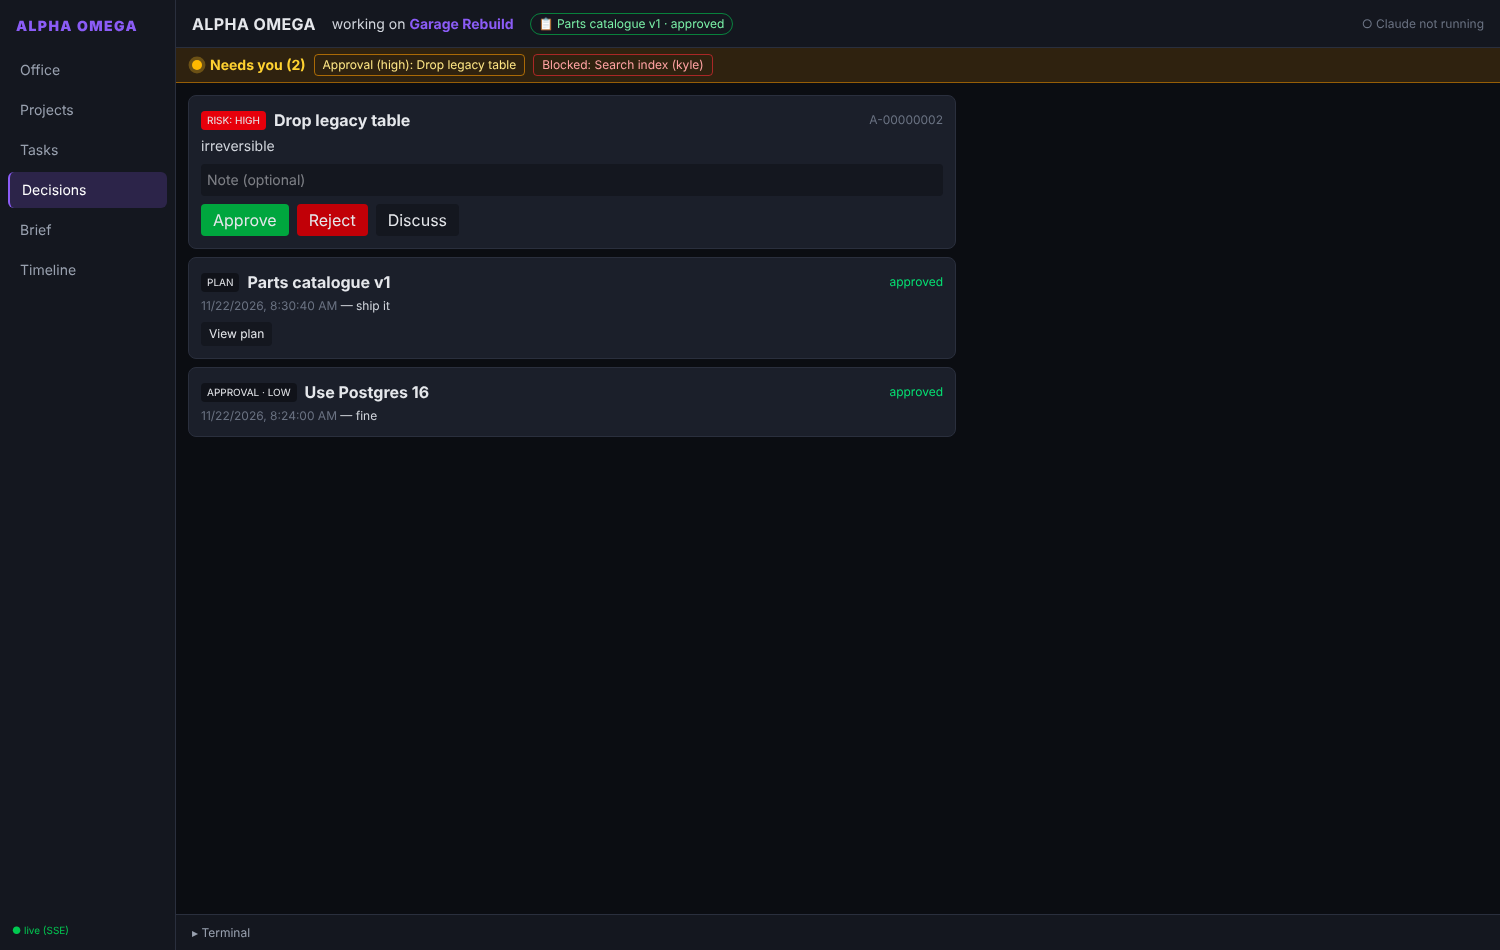 ALPHA OMEGA
Office
Projects
Tasks
Decisions
Brief
Timeline
live (SSE)
ALPHA OMEGA working on Garage Rebuild 📋 Parts catalogue v1 · approved ○ Claude not running
Needs you (2) Approval (high): Drop legacy table Blocked: Search index (kyle)
RISK: HIGH Drop legacy table A-00000002
irreversible
Note (optional)
Approve Reject Discuss
PLAN Parts catalogue v1 approved
11/22/2026, 8:30:40 AM — ship it
View plan
APPROVAL · LOW Use Postgres 16 approved
11/22/2026, 8:24:00 AM — fine
▸ Terminal